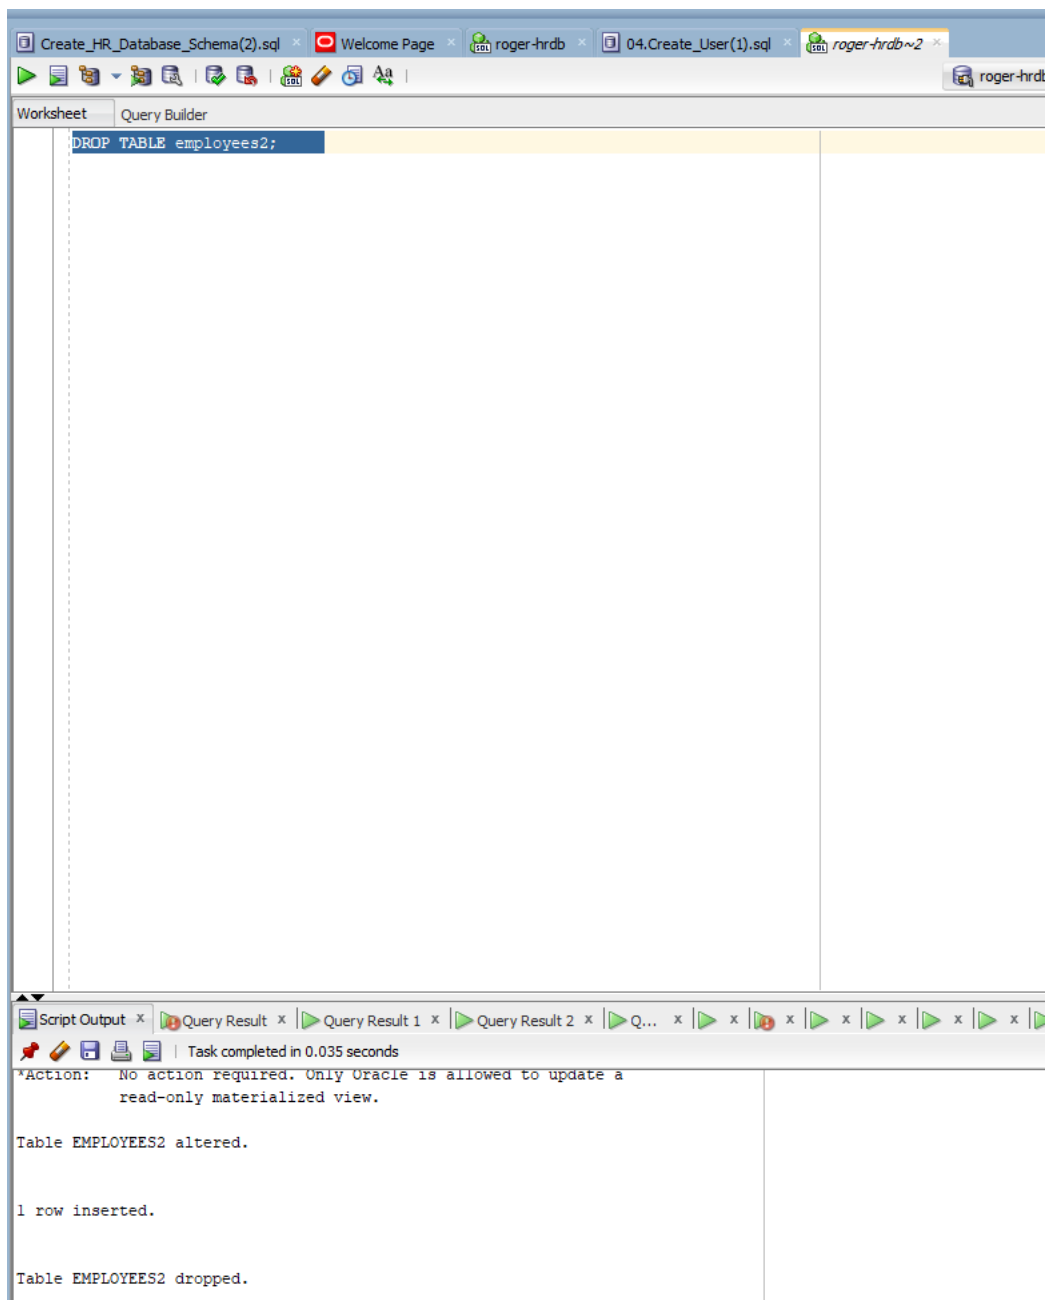 Create_HR_Database_Schema(2).sql Welcome Page roger-hrdb 04.Create_User(1).sql roger-hrdb~2
roger-hrdb
Worksheet Query Builder
DROP TABLE employees2;
Script Output Query Result Query Result 1 Query Result 2 Q...
Task completed in 0.035 seconds
*Action: No action required. Only Oracle is allowed to update a
read-only materialized view.
Table EMPLOYEES2 altered.
1 row inserted.
Table EMPLOYEES2 dropped.